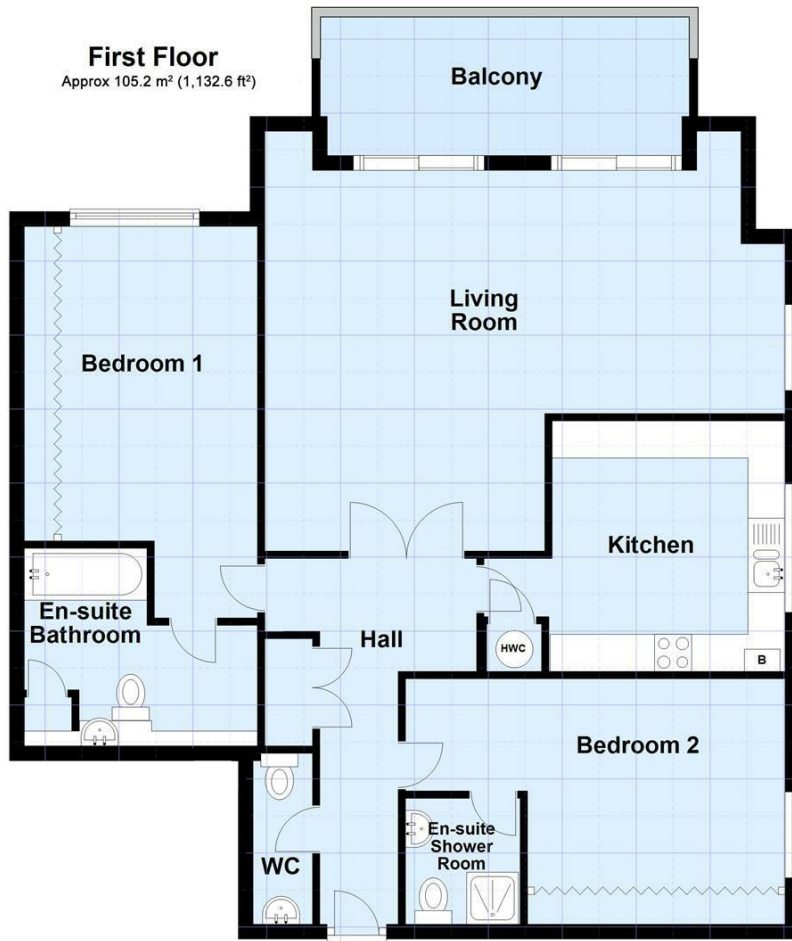 First Floor
Approx 105.2 m² (1,132.6 ft²)
Balcony
Living
Room
Bedroom 1
Kitchen
En-suite
Bathroom
Hall
HWC
B
Bedroom 2
En-suite
Shower
Room
WC